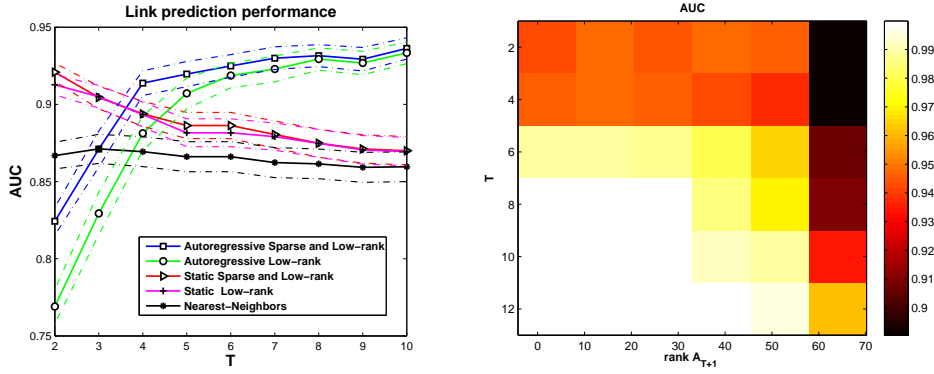 Link prediction performance
0.95
0.9
0.85
0.8
0.75
AUC
2 3 4 5 6 7 8 9 10
T
Autoregressive Sparse and Low-rank
Autoregressive Low-rank
Static Sparse and Low-rank
Static Low-rank
Nearest-Neighbors
AUC
2
4
6
8
10
12
T
0 10 20 30 40 50 60 70
rank A_{T+1}
0.99
0.98
0.97
0.96
0.95
0.94
0.93
0.92
0.91
0.9